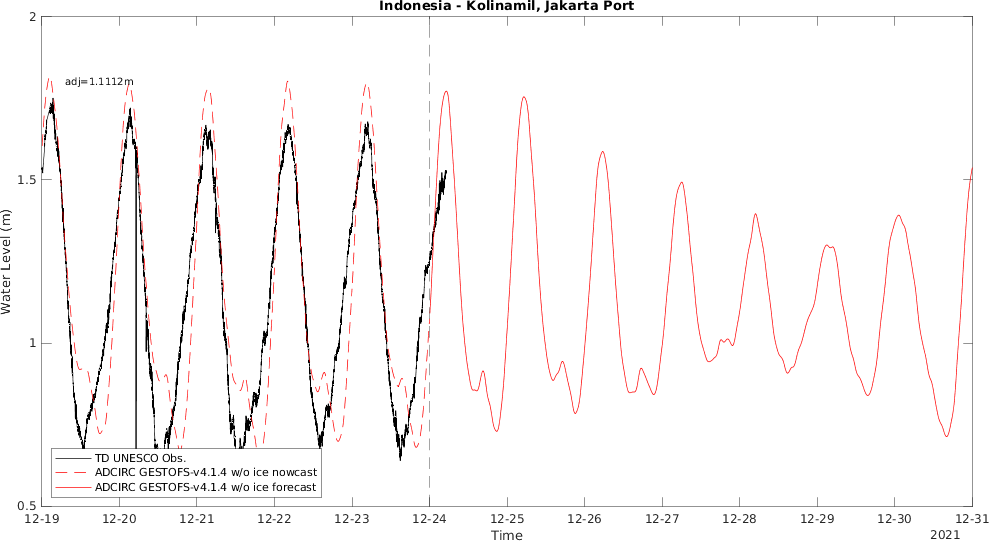 Indonesia - Kolinamil, Jakarta Port
2
adj=1.1112m
1.5
Water Level (m)
1
TD UNESCO Obs.
ADCIRC GESTOFS-v4.1.4 w/o ice nowcast
ADCIRC GESTOFS-v4.1.4 w/o ice forecast
0.5
12-19 12-20 12-21 12-22 12-23 12-24 12-25 12-26 12-27 12-28 12-29 12-30 12-31
Time
2021